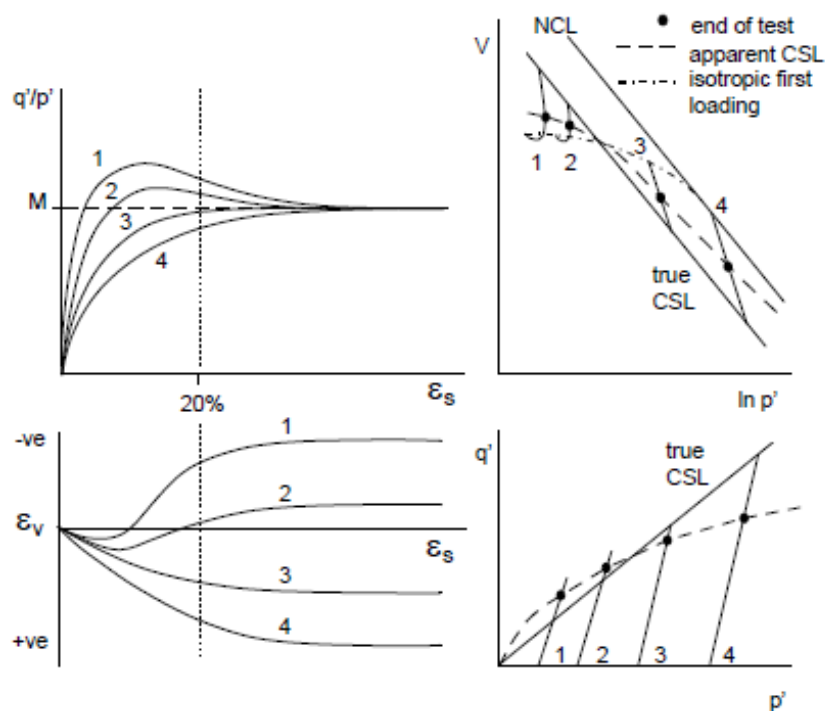 q'/p'
M
1
2
3
4
20%
εs
-ve
εv
+ve
1
2
3
4
εs
V
NCL
end of test
apparent CSL
isotropic first
loading
1
2
3
4
true
CSL
ln p'
q'
true
CSL
1
2
3
4
p'